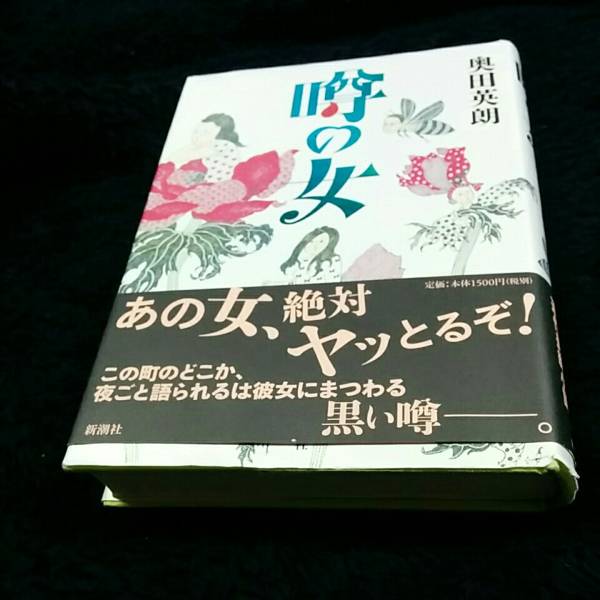 奥田英朗
噂の女
定価:本体1500円(税別)
あの女、絶対
ヤッとるぞ!
この町のどこか、
夜ごと語られるは彼女にまつわる
黒い噂───。
新潮社